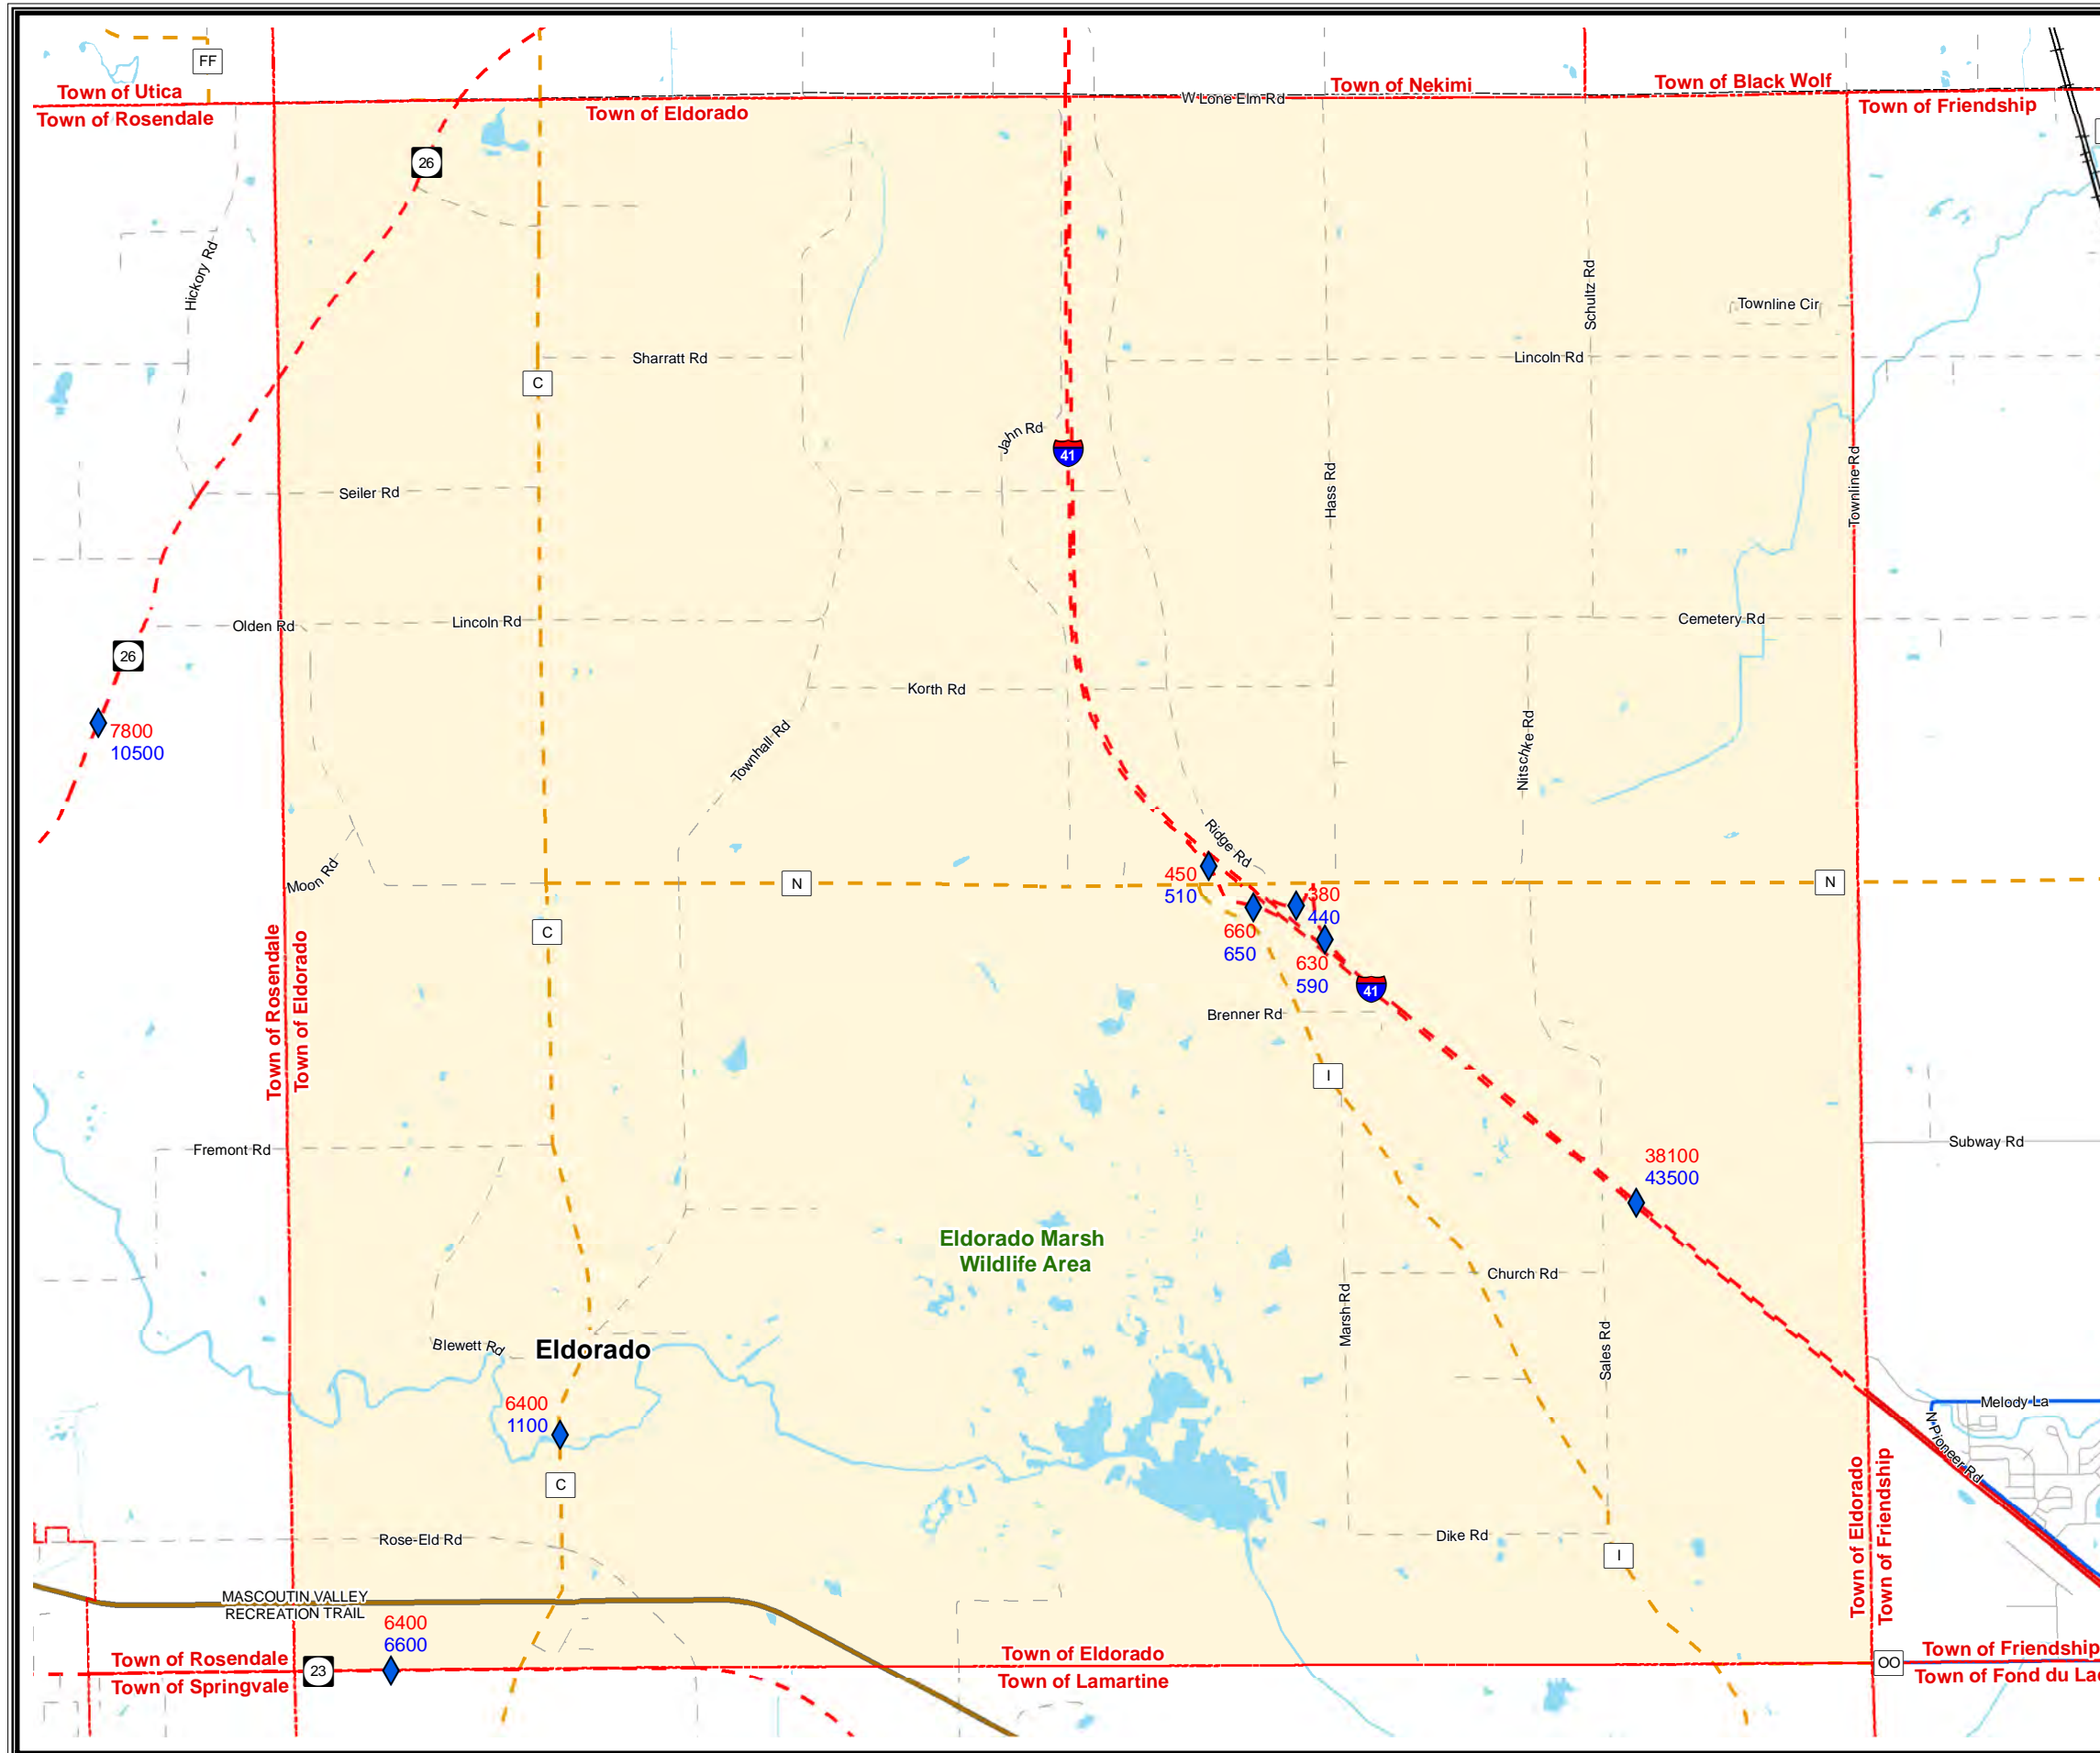 FF
Town of Utica
Town of Rosendale
Town of Eldorado
W Lone Elm Rd
Town of Nekimi
Town of Black Wolf
Town of Friendship
26
Hickory Rd
Schultz Rd
Townline Cir
Sharratt Rd
Lincoln Rd
C
Jahn Rd
41
Seiler Rd
Hass Rd
Townline Rd
Olden Rd
Lincoln Rd
Cemetery Rd
26
Korth Rd
7800
10500
Townhall Rd
Nitschke Rd
Ridge Rd
Moon Rd
N
450
510
N
380
440
C
660
650
630
590
41
Town of Rosendale
Town of Eldorado
Brenner Rd
I
Fremont Rd
Subway Rd
38100
43500
Eldorado Marsh
Wildlife Area
Church Rd
Marsh Rd
Sales Rd
Blewett Rd
Eldorado
6400
1100
Melody La
N Pioneer Rd
C
Town of Eldorado
Town of Friendship
Rose-Eld Rd
Dike Rd
I
MASCOUTIN VALLEY
RECREATION TRAIL
6400
6600
Town of Rosendale
Town of Springvale
23
Town of Eldorado
Town of Lamartine
OO
Town of Friendship
Town of Fond du La